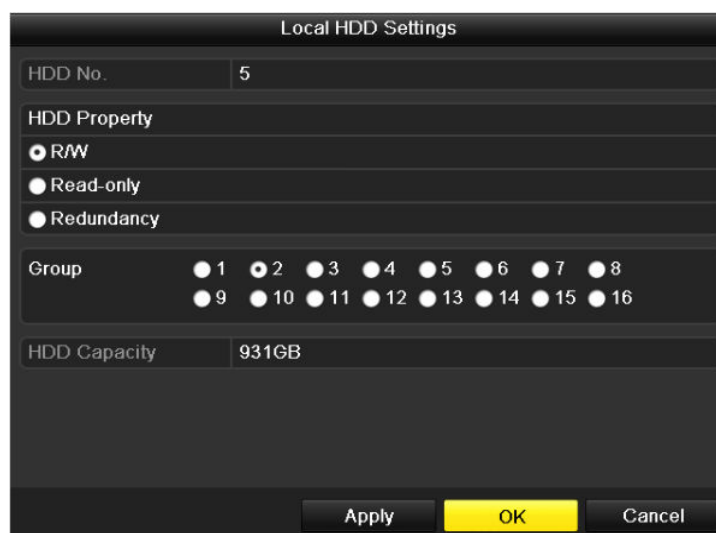 Local HDD Settings
HDD No. 5
HDD Property
R/W
Read-only
Redundancy
Group 1 2 3 4 5 6 7 8
9 10 11 12 13 14 15 16
HDD Capacity 931GB
Apply OK Cancel